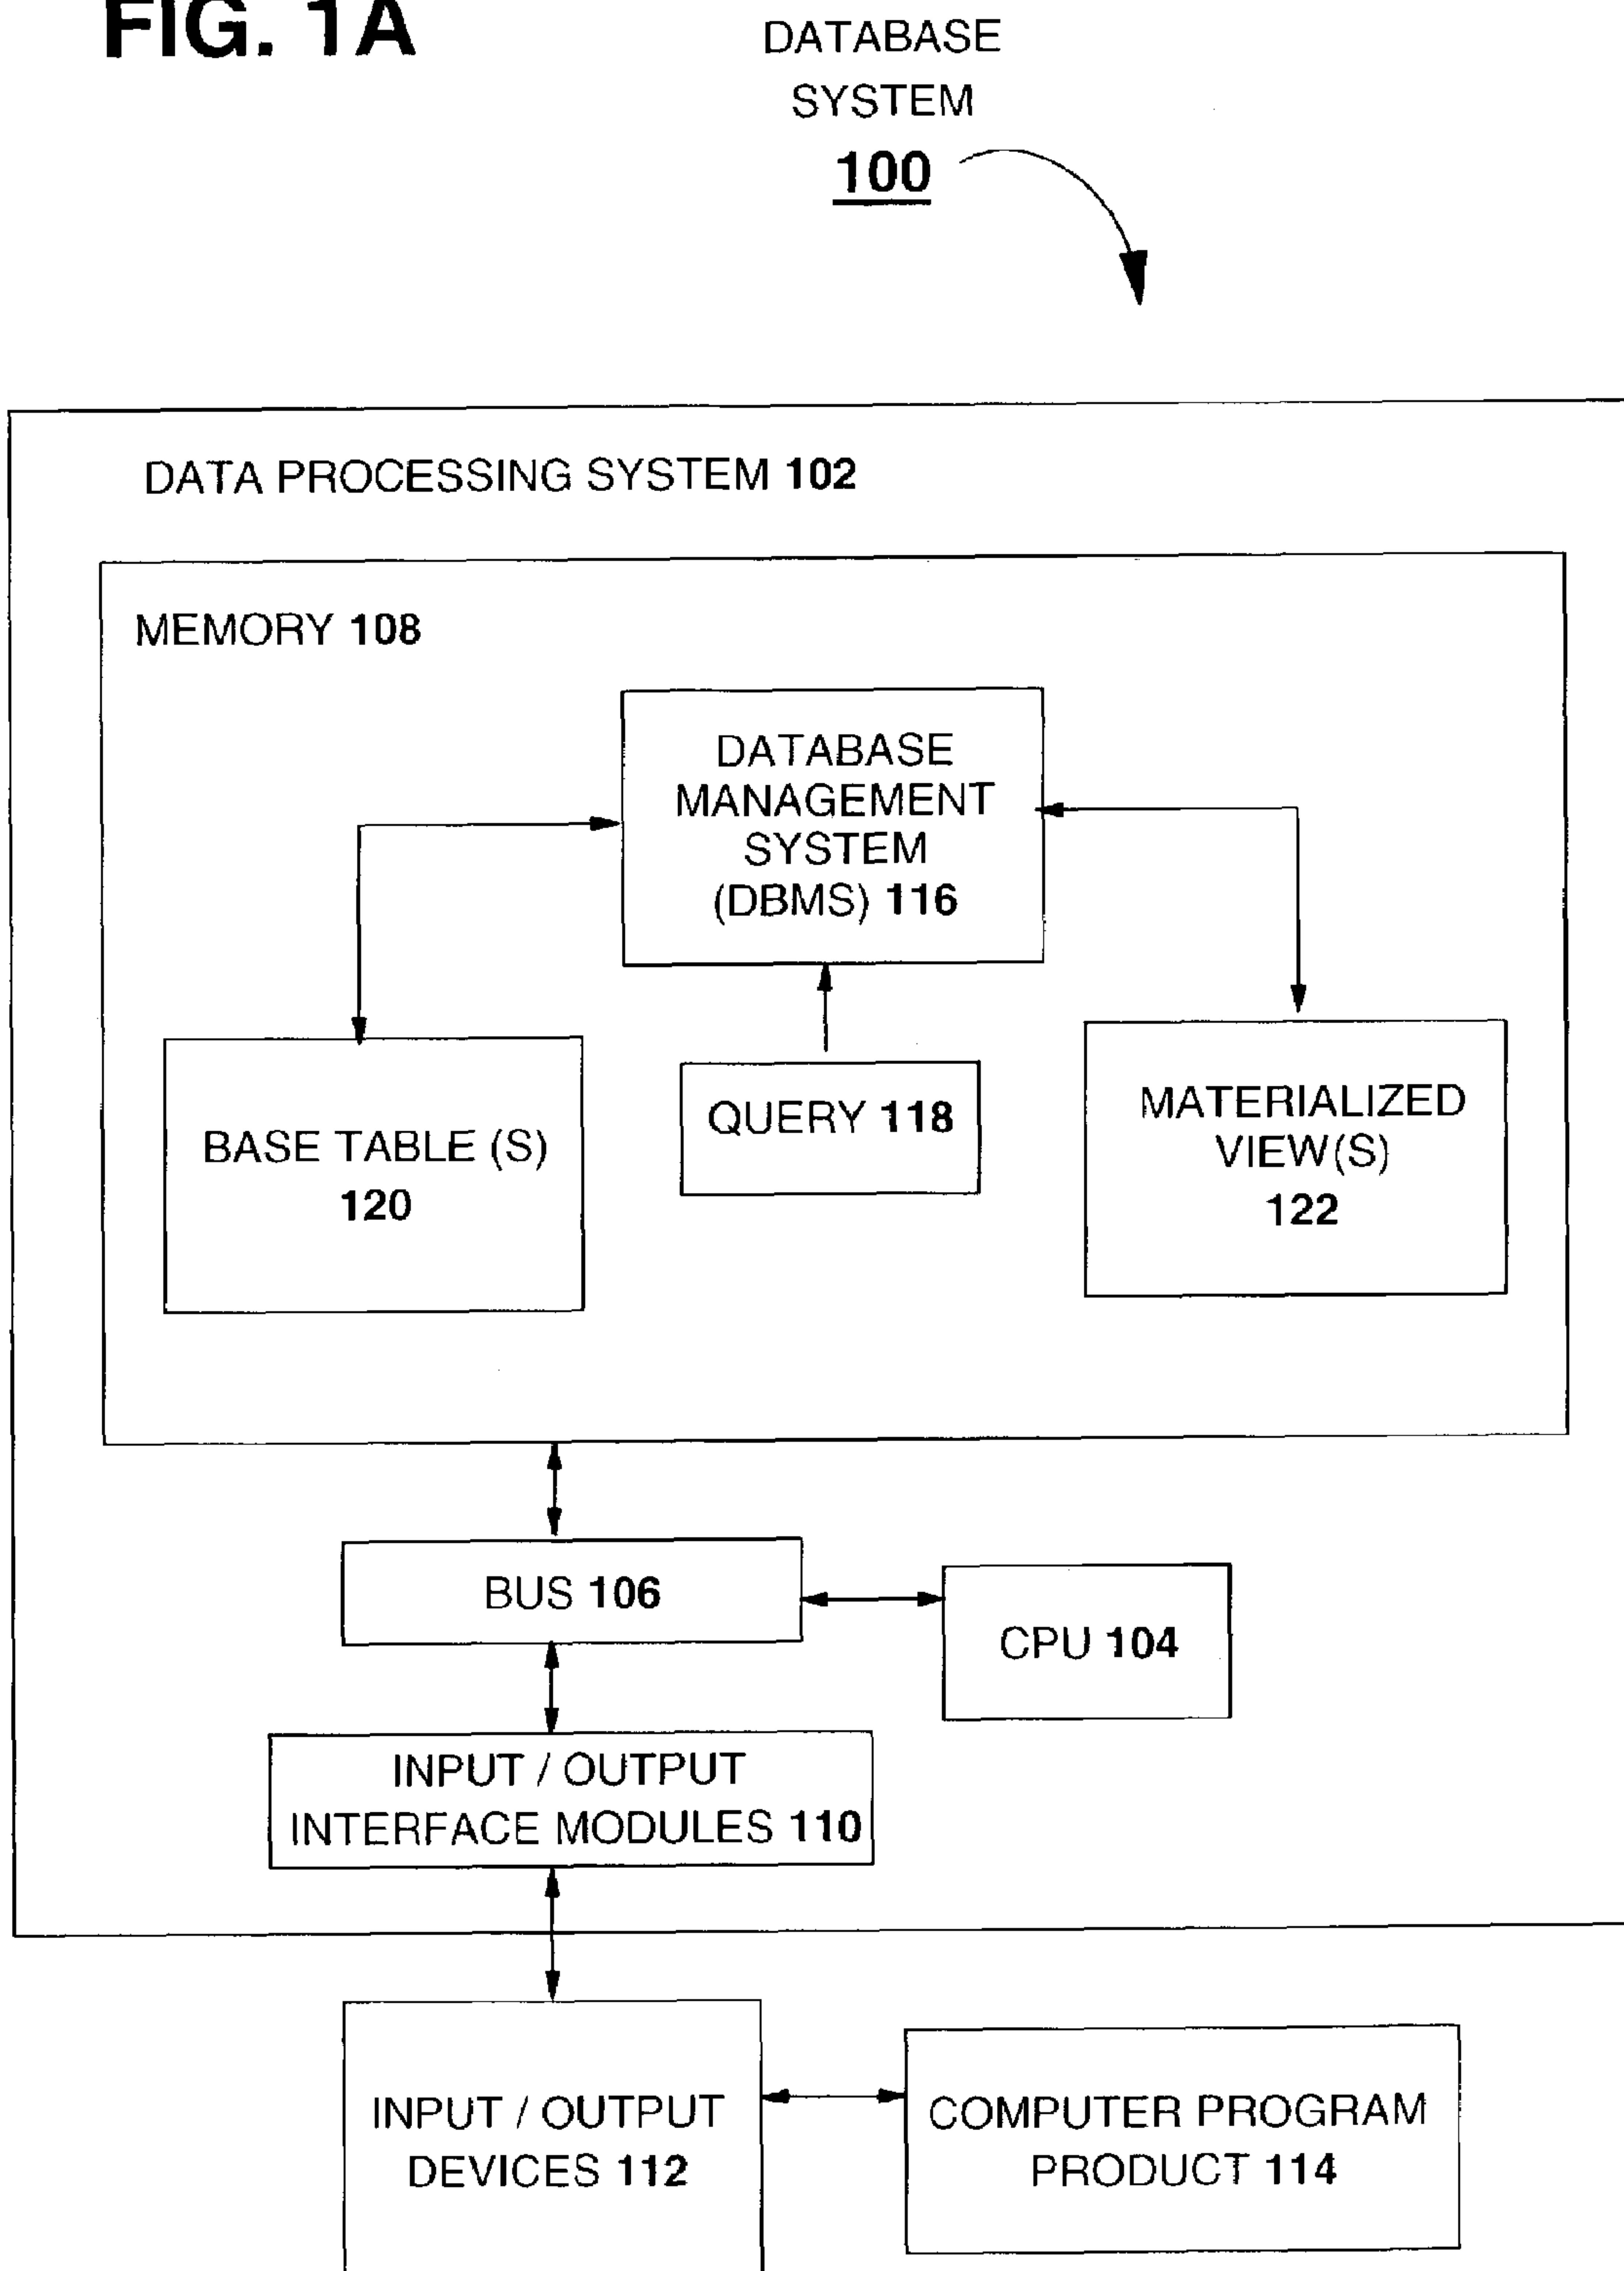 FIG. 1A
DATABASE
SYSTEM
100
DATA PROCESSING SYSTEM 102
MEMORY 108
DATABASE
MANAGEMENT
SYSTEM
(DBMS) 116
BASE TABLE (S)
120
QUERY 118
MATERIALIZED
VIEW(S)
122
BUS 106
CPU 104
INPUT / OUTPUT
INTERFACE MODULES 110
INPUT / OUTPUT
DEVICES 112
COMPUTER PROGRAM
PRODUCT 114